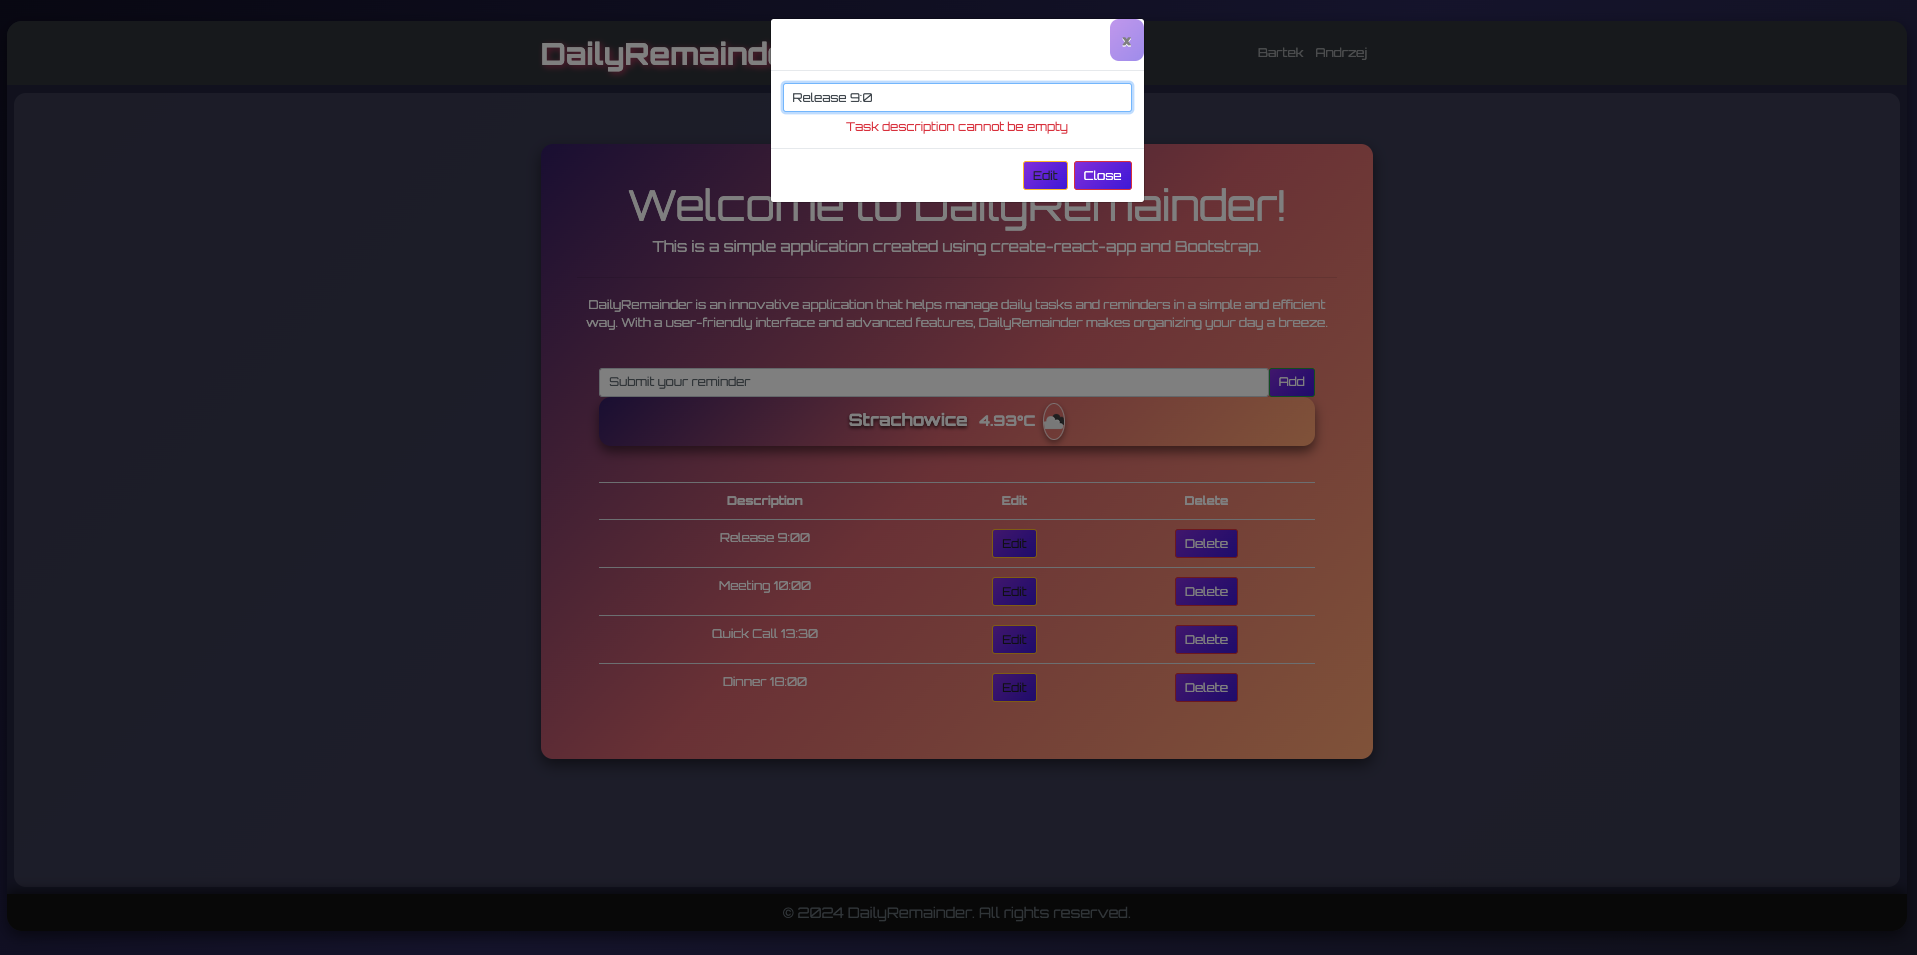 DailyRemainde
Bartek Andrzej
x
Release 9:0
Task description cannot be empty
Edit Close
Welcome to DailyRemainder!
This is a simple application created using create-react-app and Bootstrap.
DailyRemainder is an innovative application that helps manage daily tasks and reminders in a simple and efficient
way. With a user-friendly interface and advanced features, DailyRemainder makes organizing your day a breeze.
Submit your reminder Add
Strachowice 4.93°C
Description Edit Delete
Release 9:00 Edit Delete
Meeting 10:00 Edit Delete
Quick Call 13:30 Edit Delete
Dinner 18:00 Edit Delete
© 2024 DailyRemainder. All rights reserved.